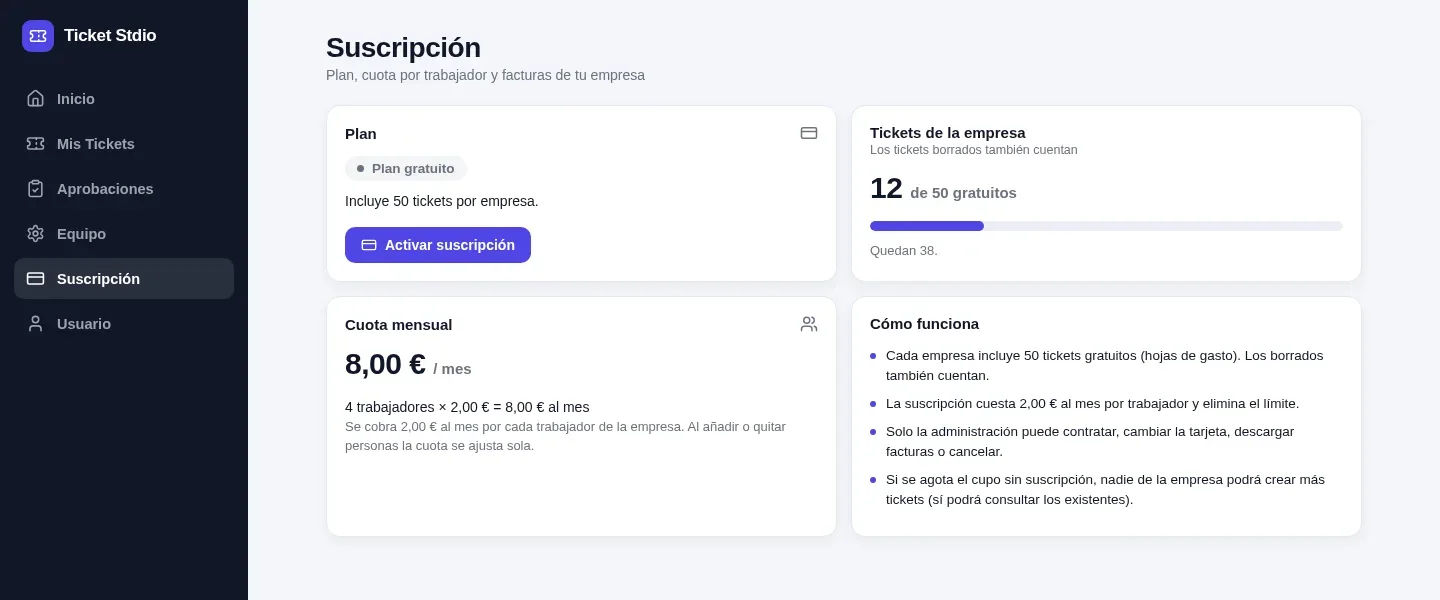 Ticket Stdio
Inicio
Mis Tickets
Aprobaciones
Equipo
Suscripción
Usuario
Suscripción
Plan, cuota por trabajador y facturas de tu empresa
Plan
Plan gratuito
Incluye 50 tickets por empresa.
Activar suscripción
Tickets de la empresa
Los tickets borrados también cuentan
12 de 50 gratuitos
Quedan 38.
Cuota mensual
8,00 € / mes
4 trabajadores × 2,00 € = 8,00 € al mes
Se cobra 2,00 € al mes por cada trabajador de la empresa. Al añadir o quitar
personas la cuota se ajusta sola.
Cómo funciona
Cada empresa incluye 50 tickets gratuitos (hojas de gasto). Los borrados
también cuentan.
La suscripción cuesta 2,00 € al mes por trabajador y elimina el límite.
Solo la administración puede contratar, cambiar la tarjeta, descargar
facturas o cancelar.
Si se agota el cupo sin suscripción, nadie de la empresa podrá crear más
tickets (sí podrá consultar los existentes).